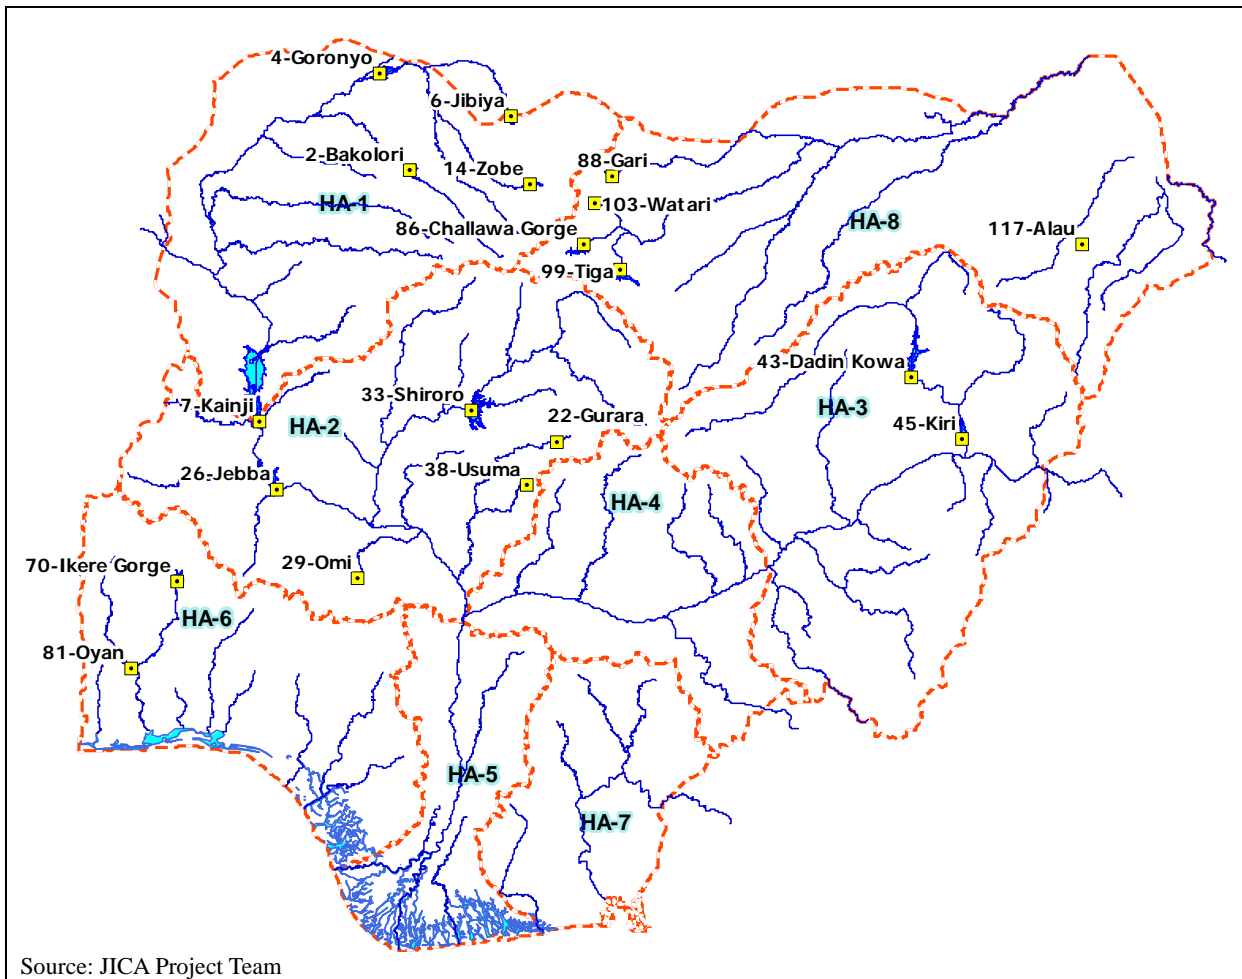 4-Goronyo
6-Jibiya
2-Bakolori
14-Zobe
88-Gari
HA-1
103-Watari
86-Challawa Gorge
HA-8
117-Alau
99-Tiga
43-Dadin Kowa
7-Kainji
33-Shiroro
HA-3
HA-2
22-Gurara
45-Kiri
26-Jebba
38-Usuma
HA-4
70-Ikere Gorge
29-Omi
HA-6
81-Oyan
HA-5
HA-7
Source: JICA Project Team